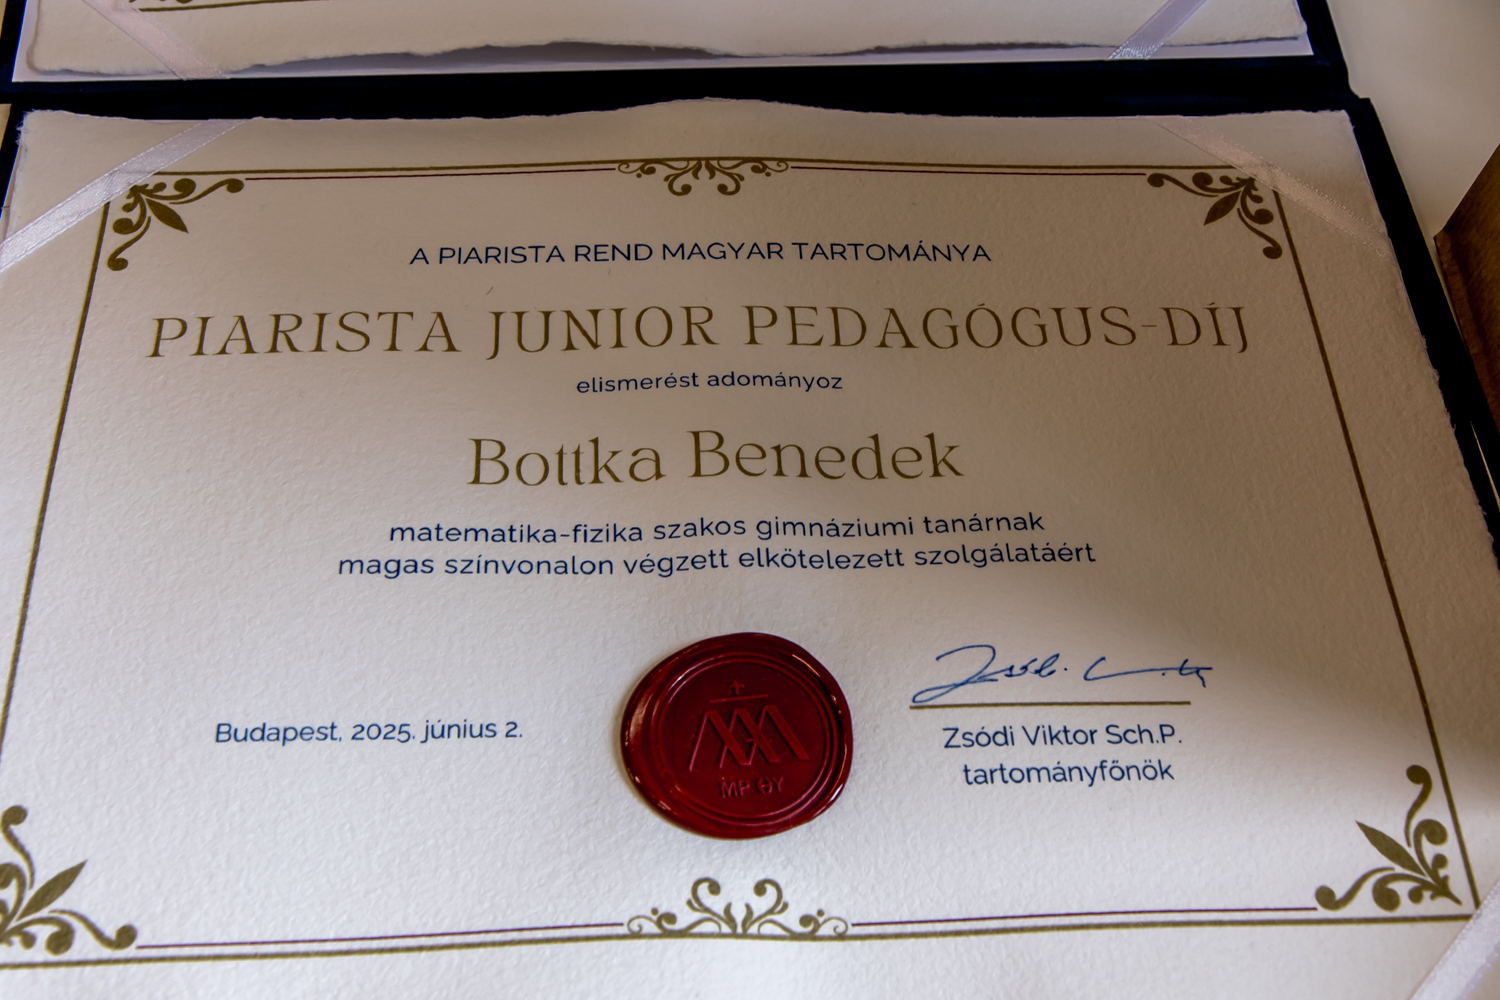 A PIARISTA REND MAGYAR TARTOMÁNYA
PIARISTA JUNIOR PEDAGÓGUS-DÍJ
elismerést adományoz
Bottka Benedek
matematika-fizika szakos gimnáziumi tanárnak
magas színvonalon végzett elkötelezett szolgálatáért
Budapest, 2025. június 2.
MP ΘΥ
Zsódi Viktor Sch.P.
tartományfőnök